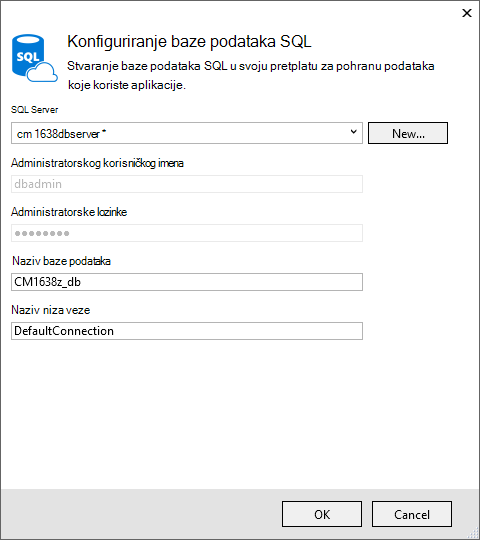 Konfiguriranje baze podataka SQL
SQL
Stvaranje baze podataka SQL u svoju pretplatu za pohranu podataka
koje koriste aplikacije.
SQL Server
cm 1638dbserver*
New...
Administratorskog korisničkog imena
dbadmin
Administratorske lozinke
●●●●●●●●
Naziv baze podataka
CM1638z_db
Naziv niza veze
DefaultConnection
OK
Cancel